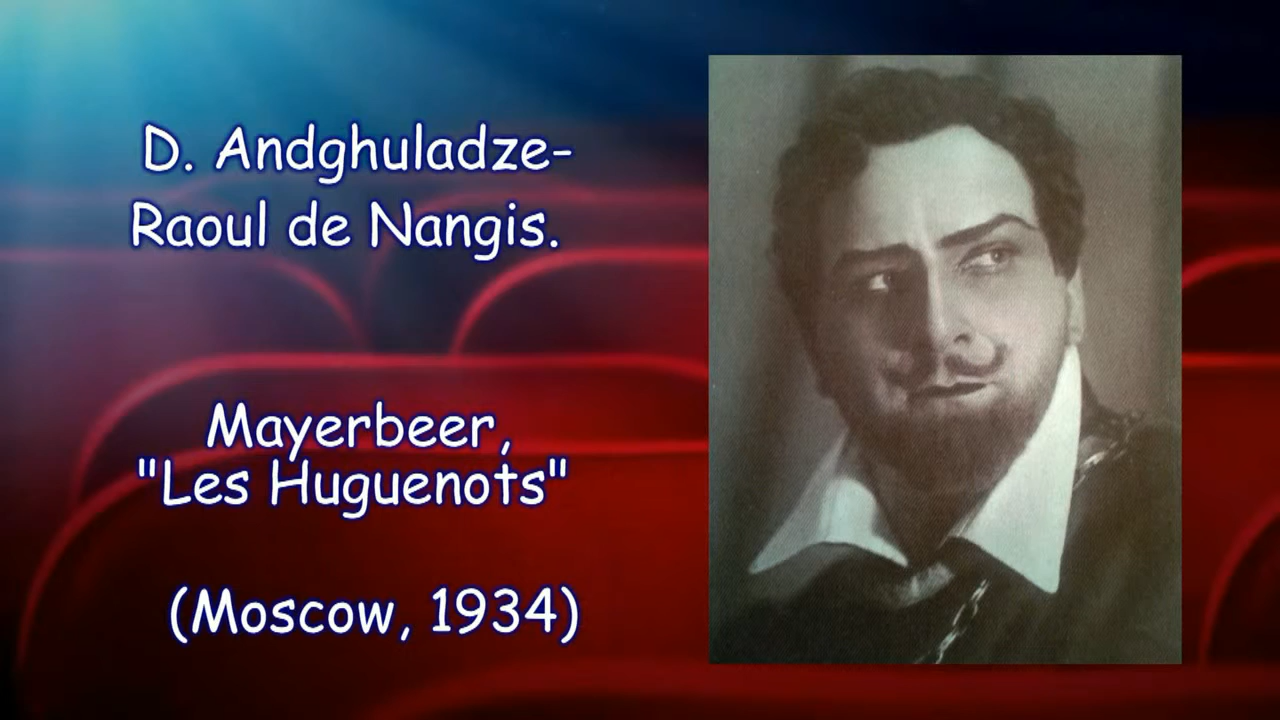 D. Andghuladze-
Raoul de Nangis.
Mayerbeer,
"Les Huguenots"
(Moscow, 1934)